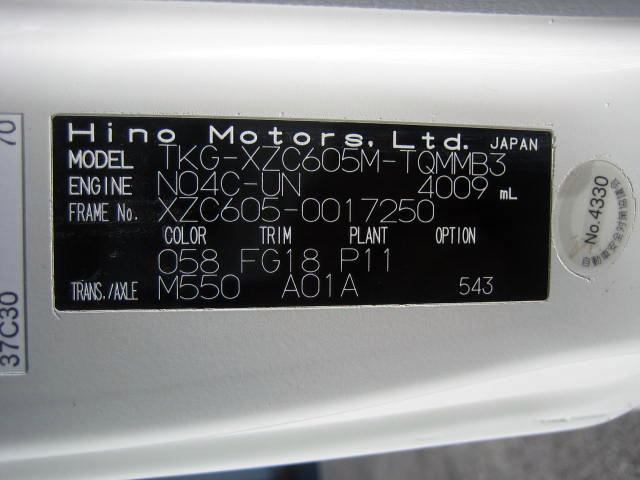 Hino Motors, Ltd. JAPAN
MODEL TKG-XZC605M-TQMMB3
ENGINE N04C-UN 4009 mL
FRAME No. XZC605-0017250
COLOR TRIM PLANT OPTION
058 FG18 P11
TRANS./AXLE M550 A01A 543
No.4330
37C30
70